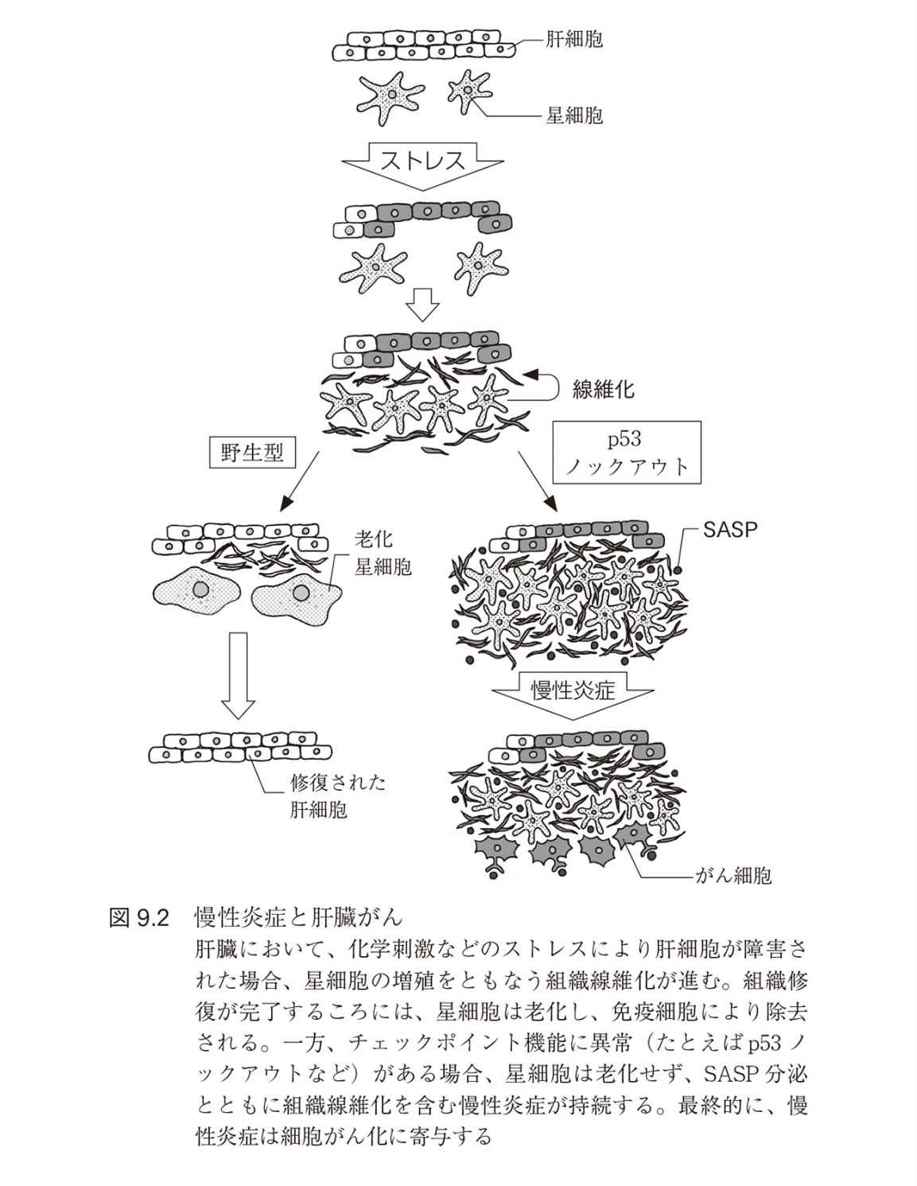 肝細胞
星細胞
ストレス
線維化
野生型
p53
ノックアウト
老化
星細胞
SASP
慢性炎症
修復された
肝細胞
がん細胞
図 9.2　慢性炎症と肝臓がん
肝臓において、化学刺激などのストレスにより肝細胞が障害さ
れた場合、星細胞の増殖をともなう組織線維化が進む。組織修
復が完了するころには、星細胞は老化し、免疫細胞により除去
される。一方、チェックポイント機能に異常（たとえば p53 ノ
ックアウトなど）がある場合、星細胞は老化せず、SASP 分泌
とともに組織線維化を含む慢性炎症が持続する。最終的に、慢
性炎症は細胞がん化に寄与する